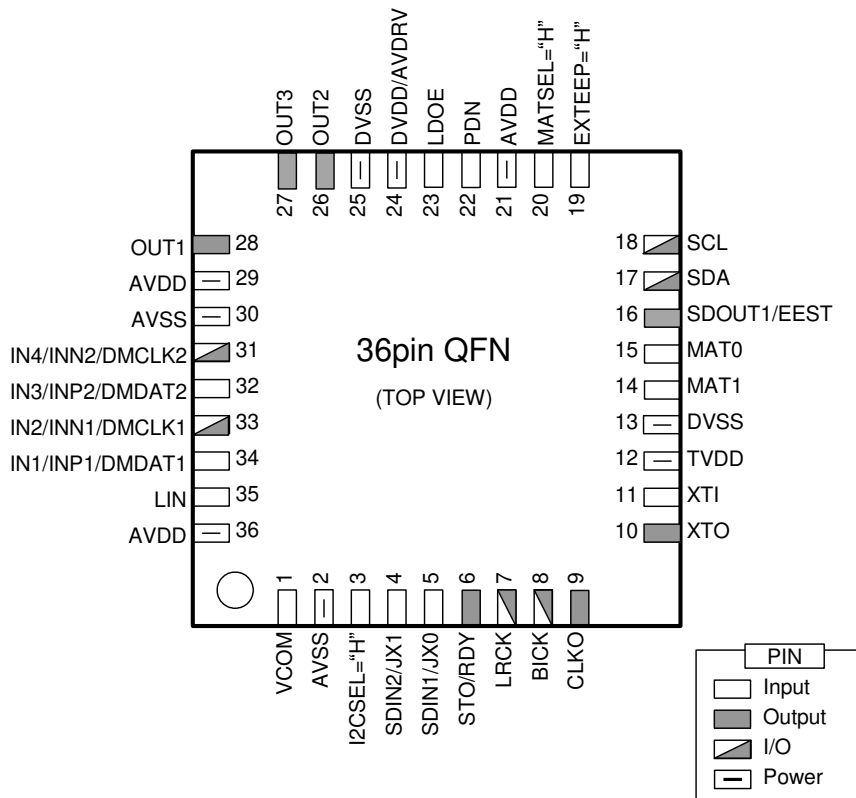 OUT3
OUT2
DVSS
DVDD/AVDRV
LDOE
PDN
AVDD
MATSEL=“H”
EXTEEP=“H”
27
26
25
24
23
22
21
20
19
OUT1 28
AVDD 29
AVSS 30
IN4/INN2/DMCLK2 31
IN3/INP2/DMDAT2 32
IN2/INN1/DMCLK1 33
IN1/INP1/DMDAT1 34
LIN 35
AVDD 36
36pin QFN
(TOP VIEW)
18 SCL
17 SDA
16 SDOUT1/EEST
15 MAT0
14 MAT1
13 DVSS
12 TVDD
11 XTI
10 XTO
1
2
3
4
5
6
7
8
9
VCOM
AVSS
I2CSEL=“H”
SDIN2/JX1
SDIN1/JX0
STO/RDY
LRCK
BICK
CLKO
PIN
Input
Output
I/O
Power